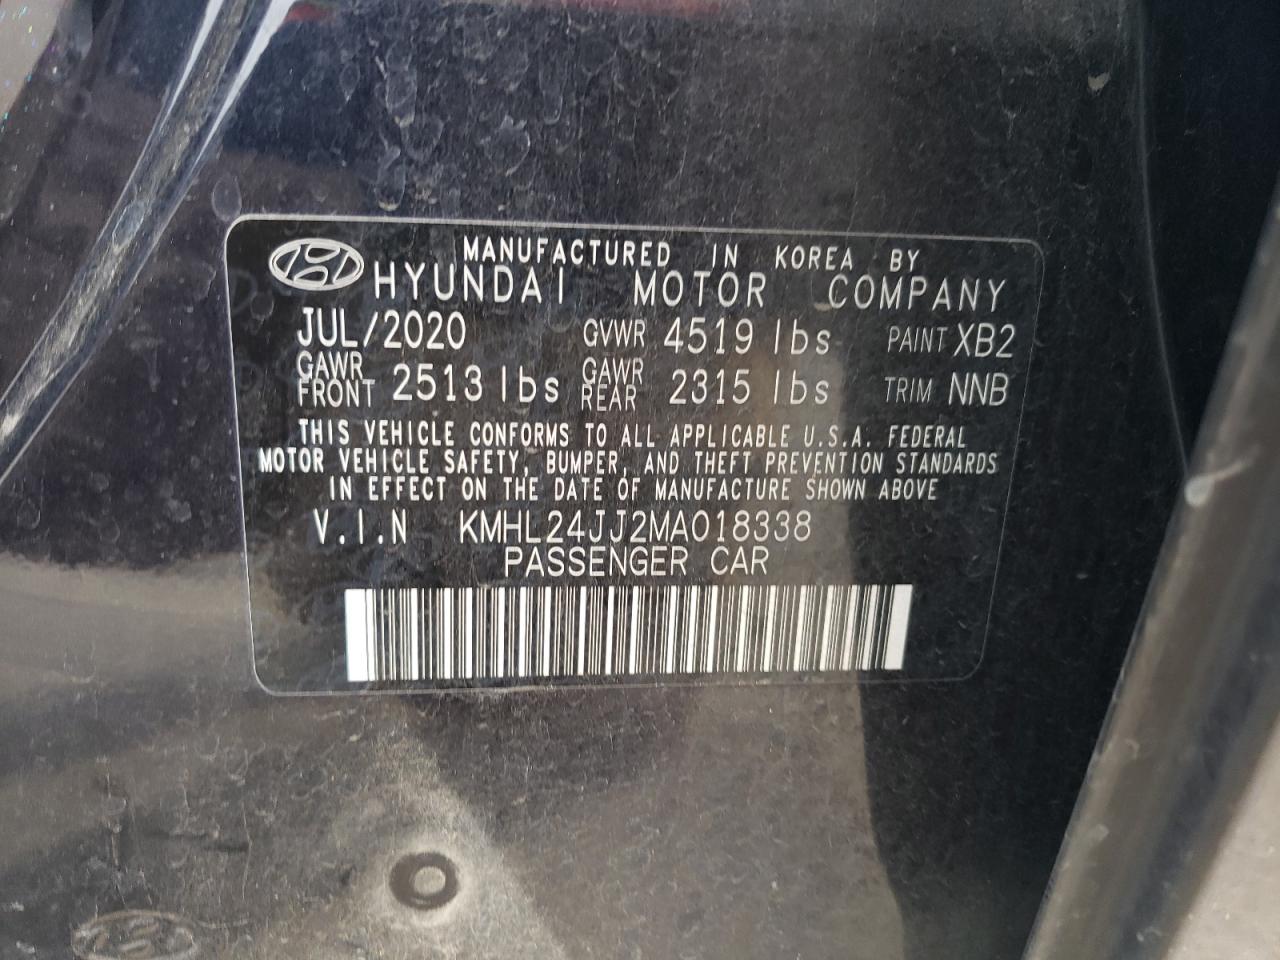 MANUFACTURED IN KOREA BY
HYUNDAI MOTOR COMPANY
JUL/2020 GVWR 4519 lbs PAINT XB2
GAWR FRONT 2513 lbs GAWR REAR 2315 lbs TRIM NNB
THIS VEHICLE CONFORMS TO ALL APPLICABLE U.S.A. FEDERAL
MOTOR VEHICLE SAFETY, BUMPER, AND THEFT PREVENTION STANDARDS
IN EFFECT ON THE DATE OF MANUFACTURE SHOWN ABOVE
V.I.N KMHL24JJ2MA018338
PASSENGER CAR